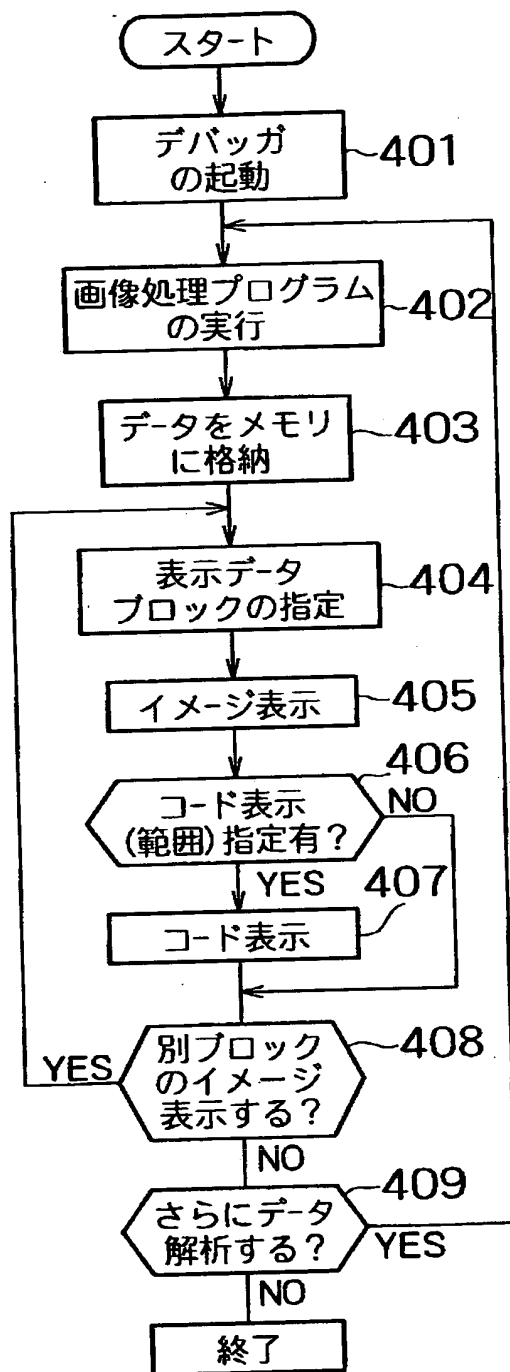 スタート
デバッガ
の起動
401
画像処理プログラム
の実行
402
データをメモリ
に格納
403
表示データ
ブロックの指定
404
イメージ表示
405
406
コード表示
(範囲)指定有?
NO
YES
407
コード表示
別ブロック
のイメージ
表示する?
408
YES
NO
409
さらにデータ
解析する?
YES
NO
終了